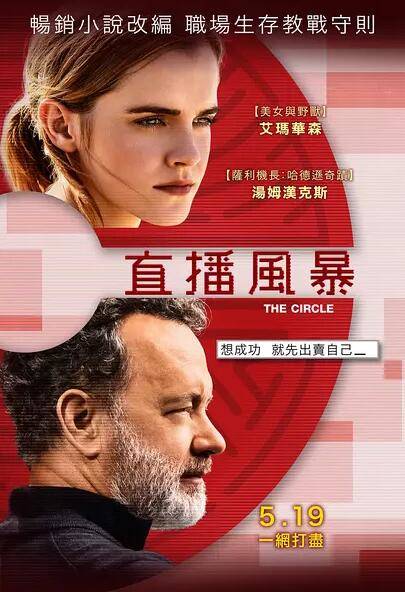 暢銷小說改編 職場生存教戰守則
【美女與野獸】
艾瑪華森
【薩利機長:哈德遜奇蹟】
湯姆漢克斯
直播風暴
THE CIRCLE
想成功 就先出賣自己_
5.19
一網打盡